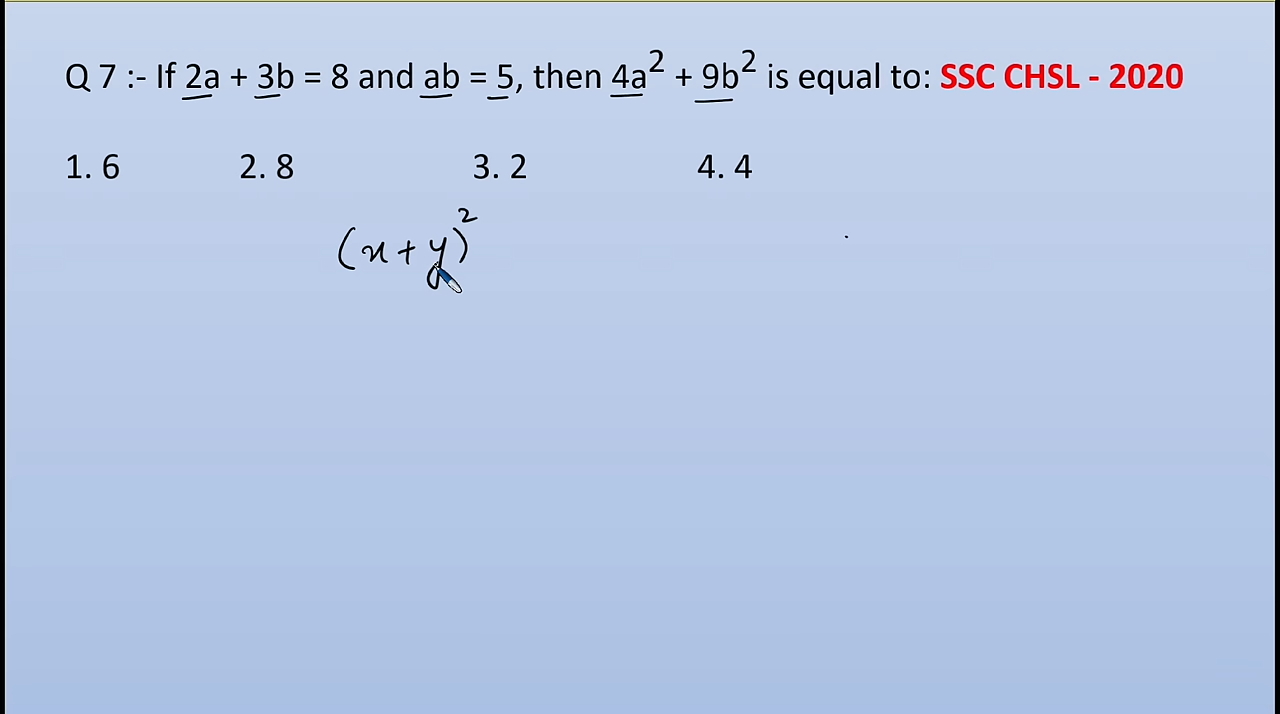 Q 7 :- If 2a + 3b = 8 and ab = 5, then 4a² + 9b² is equal to: SSC CHSL - 2020
1. 6 2. 8 3. 2 4. 4
(x + y)²